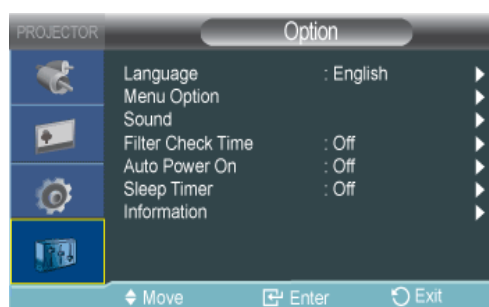 PROJECTOR
Option
Language : English
Menu Option
Sound
Filter Check Time : Off
Auto Power On : Off
Sleep Timer : Off
Information
Move Enter Exit